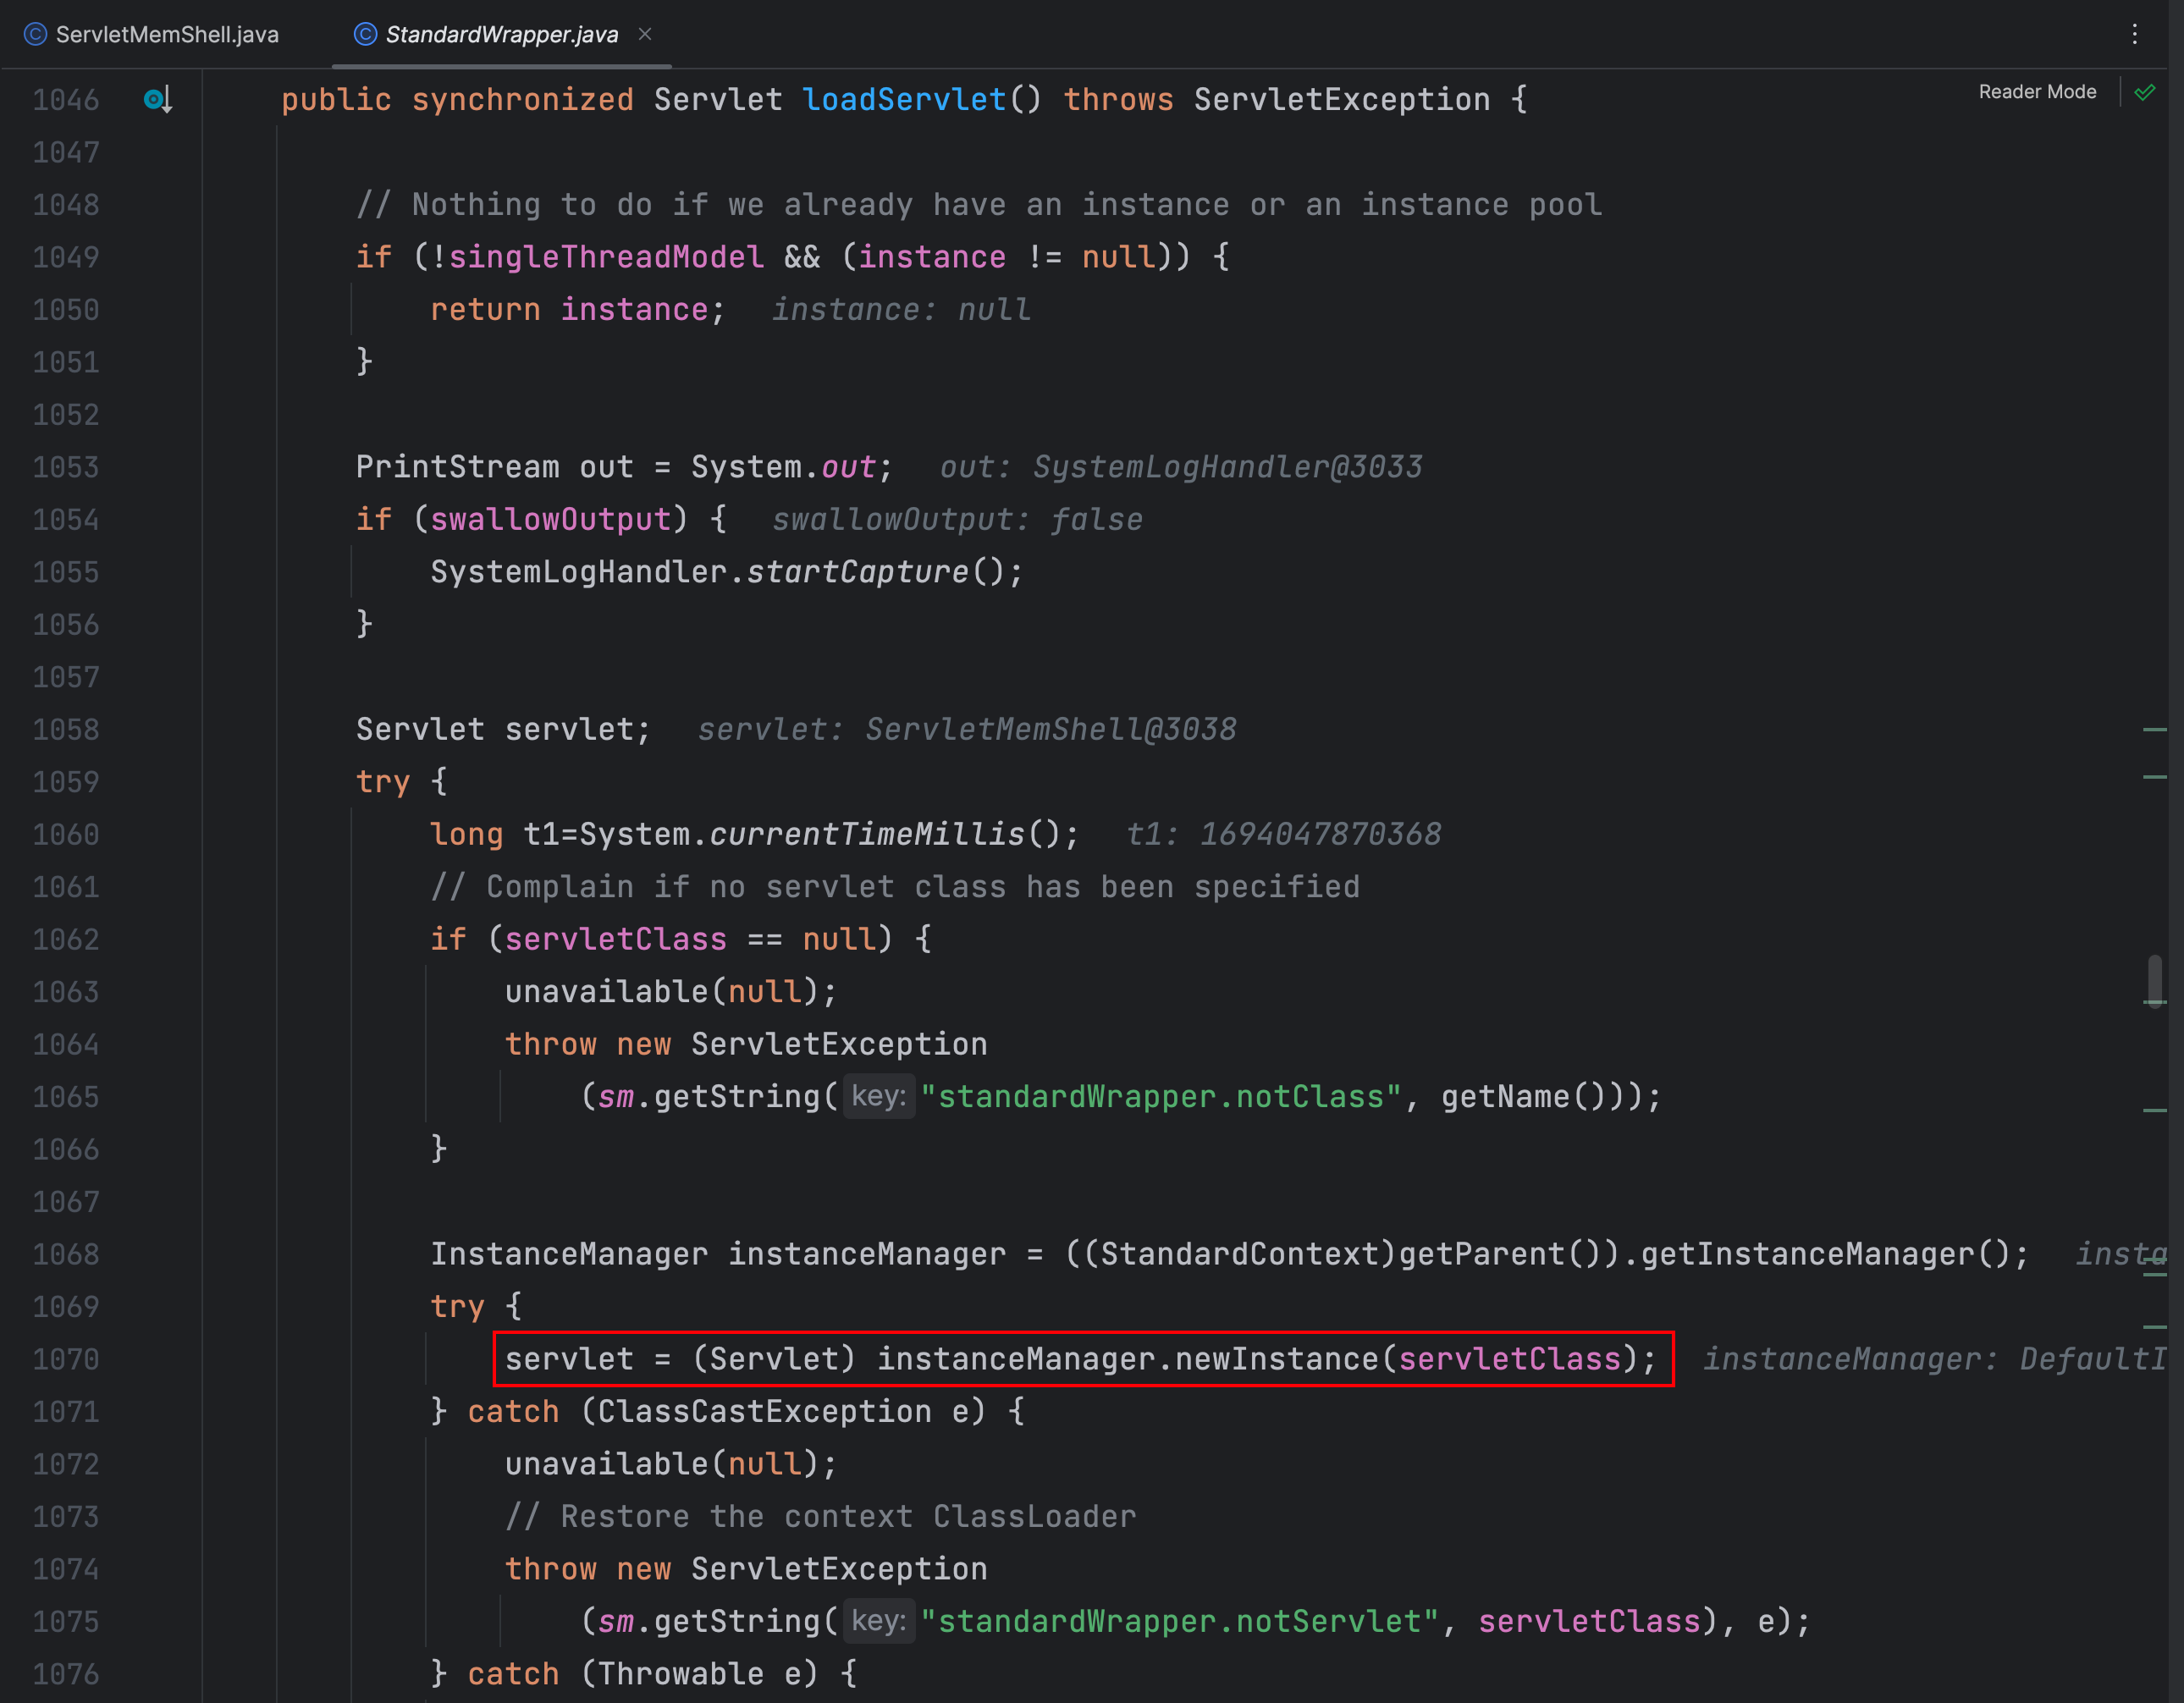 ServletMemShell.java StandardWrapper.java
Reader Mode
1046 public synchronized Servlet loadServlet() throws ServletException {
1047
1048 // Nothing to do if we already have an instance or an instance pool
1049 if (!singleThreadModel && (instance != null)) {
1050 return instance; instance: null
1051 }
1052
1053 PrintStream out = System.out; out: SystemLogHandler@3033
1054 if (swallowOutput) { swallowOutput: false
1055 SystemLogHandler.startCapture();
1056 }
1057
1058 Servlet servlet; servlet: ServletMemShell@3038
1059 try {
1060 long t1=System.currentTimeMillis(); t1: 1694047870368
1061 // Complain if no servlet class has been specified
1062 if (servletClass == null) {
1063 unavailable(null);
1064 throw new ServletException
1065 (sm.getString( key: "standardWrapper.notClass", getName()));
1066 }
1067
1068 InstanceManager instanceManager = ((StandardContext)getParent()).getInstanceManager(); insta
1069 try {
1070 servlet = (Servlet) instanceManager.newInstance(servletClass); instanceManager: DefaultI
1071 } catch (ClassCastException e) {
1072 unavailable(null);
1073 // Restore the context ClassLoader
1074 throw new ServletException
1075 (sm.getString( key: "standardWrapper.notServlet", servletClass), e);
1076 } catch (Throwable e) {